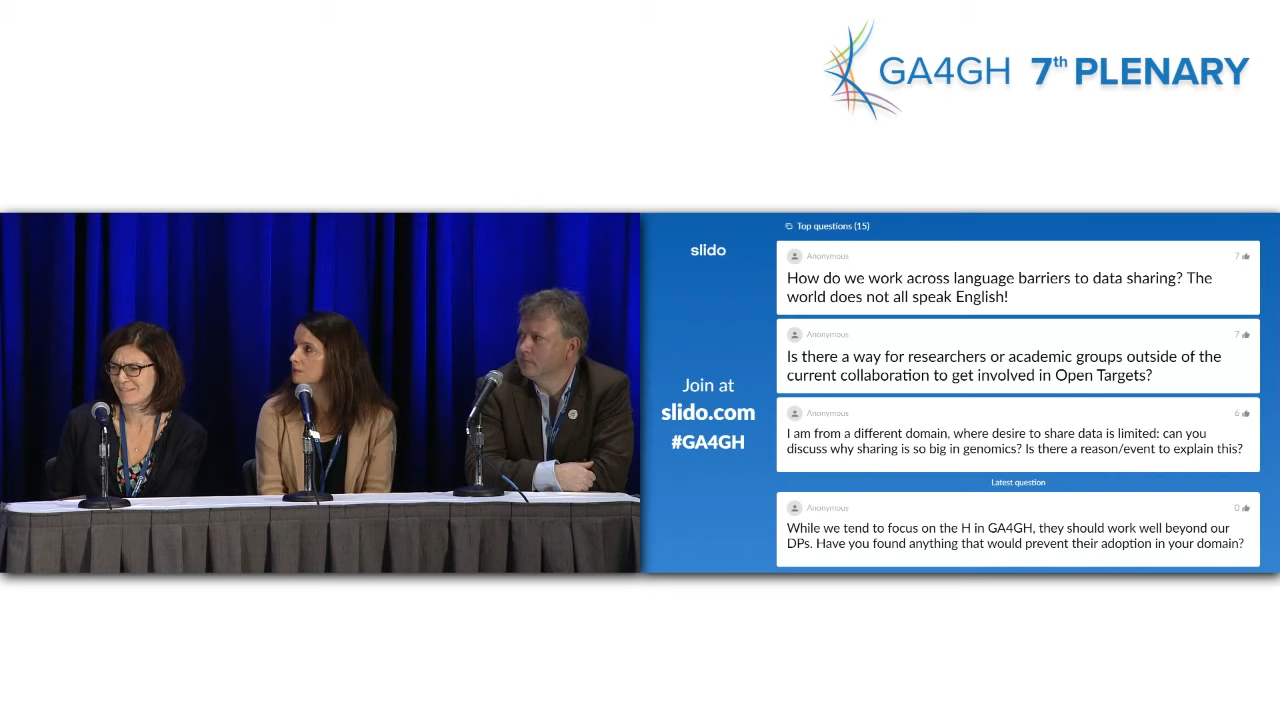 GA4GH 7th PLENARY
slido
Join at
slido.com
#GA4GH
Top questions (15)
Anonymous
7
How do we work across language barriers to data sharing? The
world does not all speak English!
Anonymous
7
Is there a way for researchers or academic groups outside of the
current collaboration to get involved in Open Targets?
Anonymous
6
I am from a different domain, where desire to share data is limited: can you
discuss why sharing is so big in genomics? Is there a reason/event to explain this?
Latest question
Anonymous
0
While we tend to focus on the H in GA4GH, they should work well beyond our
DPs. Have you found anything that would prevent their adoption in your domain?